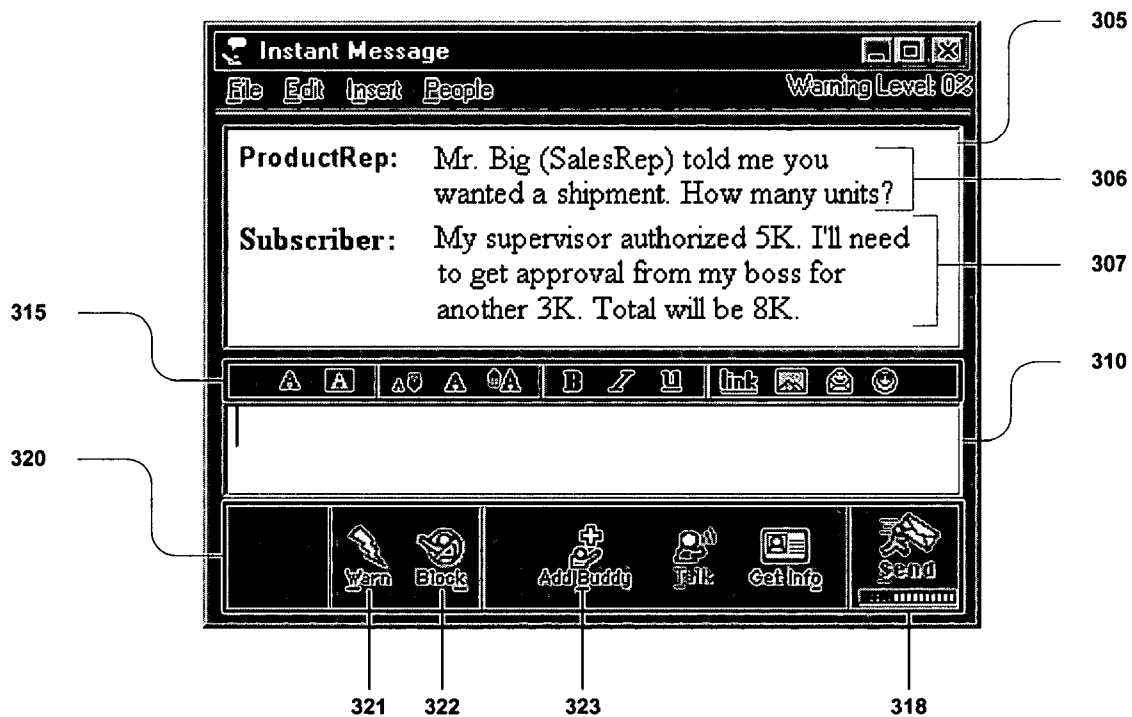 305
Instant Message
File Edit Insert People Warning Level: 0%
ProductRep: Mr. Big (SalesRep) told me you
wanted a shipment. How many units?
306
Subscriber: My supervisor authorized 5K. I'll need
to get approval from my boss for
another 3K. Total will be 8K.
307
315
A A A A A B I U link
310
320
Warn Block Add Buddy Talk Get Info Send
321 322 323 318